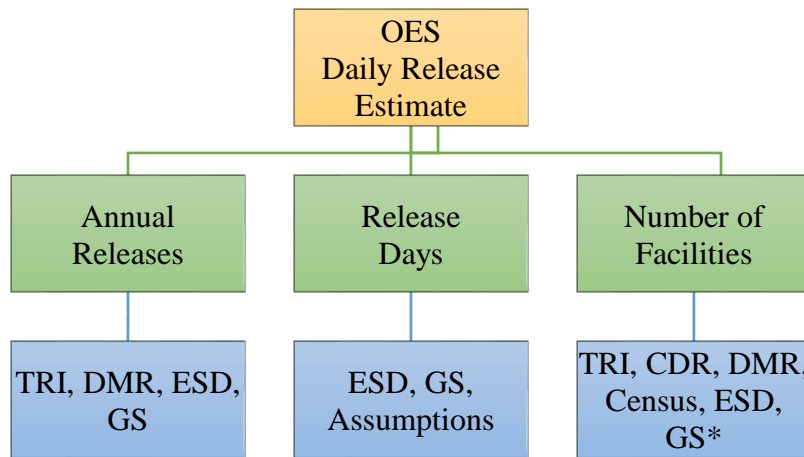 OES
Daily Release
Estimate
Annual
Releases
Release
Days
Number of
Facilities
TRI, DMR, ESD,
GS
ESD, GS,
Assumptions
TRI, CDR, DMR,
Census, ESD,
GS*